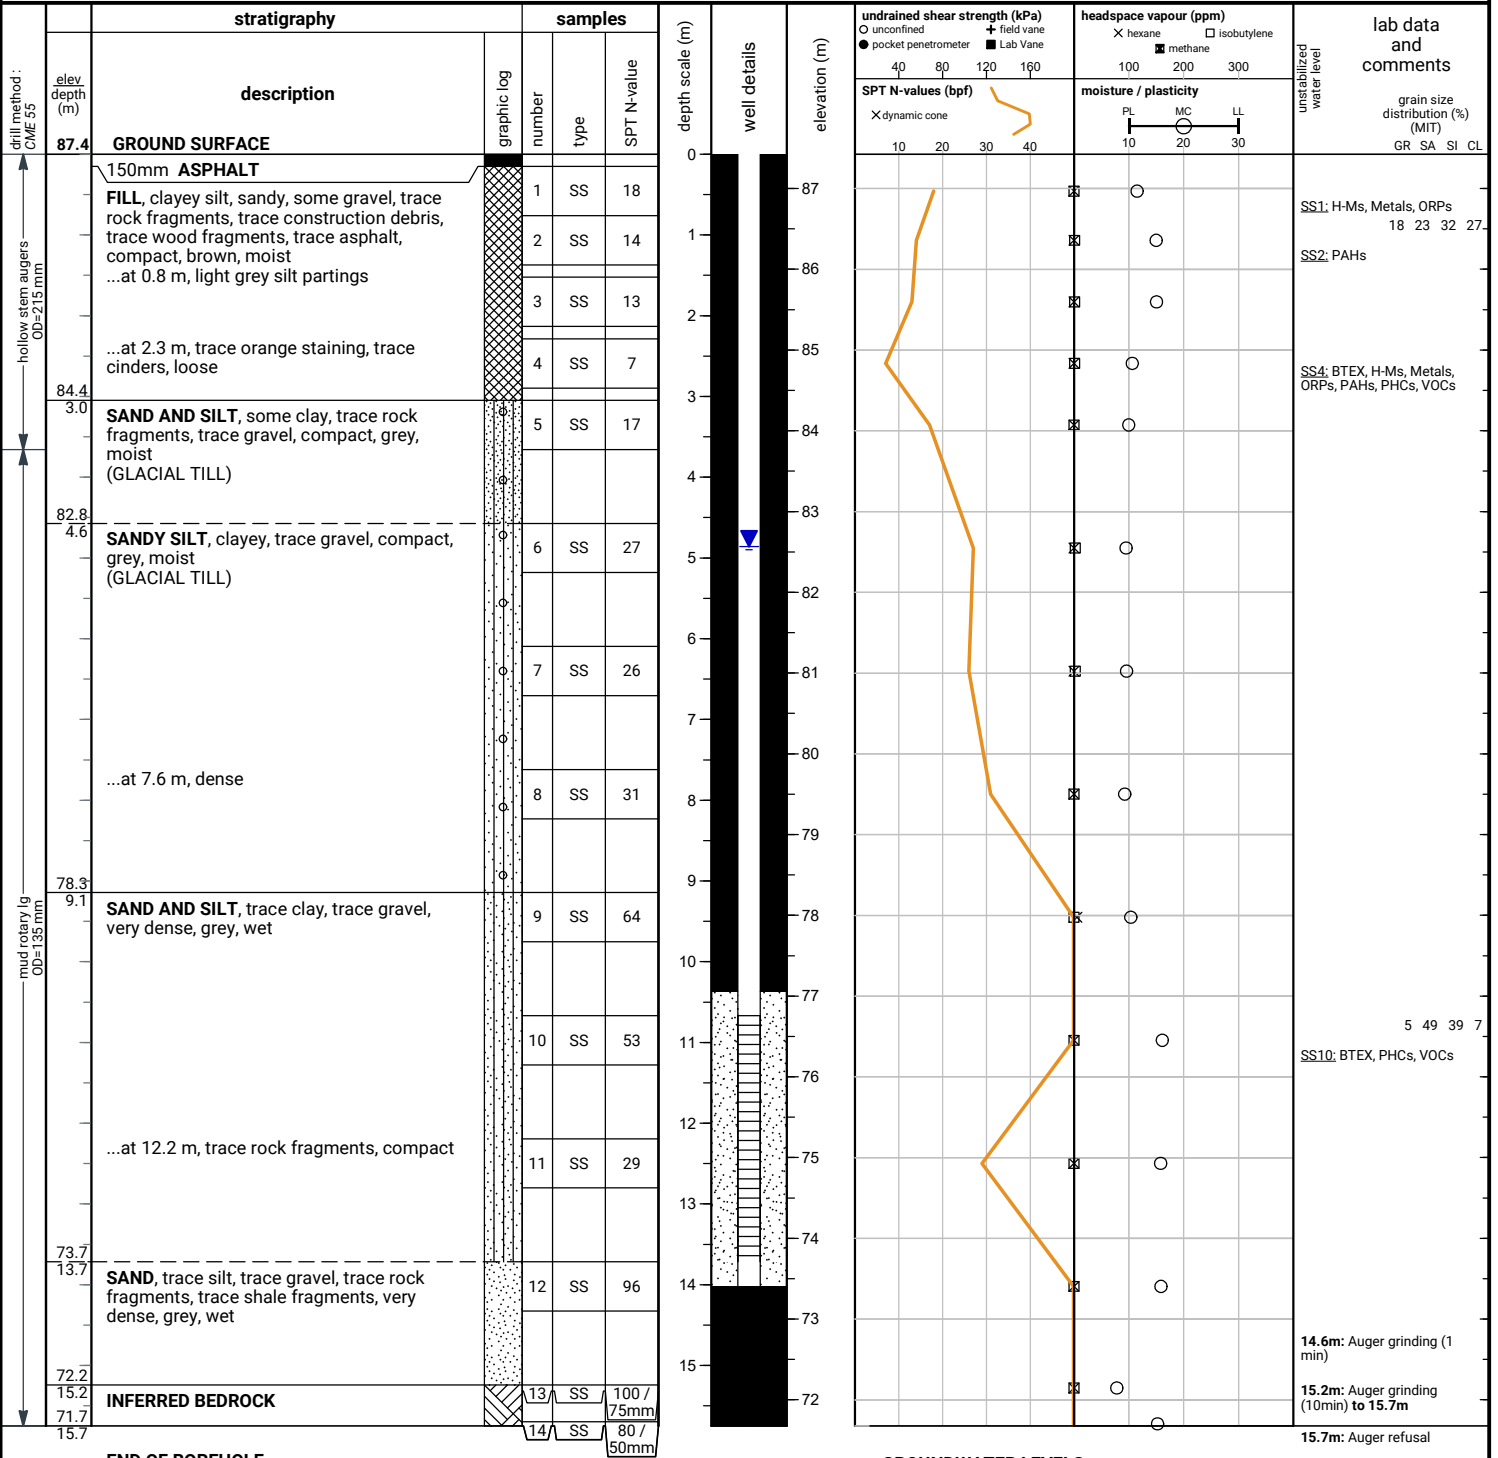 stratigraphy
samples
drill method :
CME 55
elev
depth
(m)
description
graphic log
number
type
SPT N-value
depth scale (m)
well details
elevation (m)
undrained shear strength (kPa)
unconfined
field vane
pocket penetrometer
Lab Vane
40 80 120 160
SPT N-values (bpf)
dynamic cone
10 20 30 40
headspace vapour (ppm)
hexane
isobutylene
methane
100 200 300
moisture / plasticity
PL MC LL
10 20 30
unstabilized
water level
lab data
and
comments
grain size
distribution (%)
(MIT)
GR SA SI CL
87.4 GROUND SURFACE
150mm ASPHALT
FILL, clayey silt, sandy, some gravel, trace
rock fragments, trace construction debris,
trace wood fragments, trace asphalt,
compact, brown, moist
...at 0.8 m, light grey silt partings
...at 2.3 m, trace orange staining, trace
cinders, loose
84.4
3.0
SAND AND SILT, some clay, trace rock
fragments, trace gravel, compact, grey,
moist
(GLACIAL TILL)
82.8
4.6
SANDY SILT, clayey, trace gravel, compact,
grey, moist
(GLACIAL TILL)
...at 7.6 m, dense
78.3
9.1
SAND AND SILT, trace clay, trace gravel,
very dense, grey, wet
...at 12.2 m, trace rock fragments, compact
73.7
13.7
SAND, trace silt, trace gravel, trace rock
fragments, trace shale fragments, very
dense, grey, wet
72.2
15.2
INFERRED BEDROCK
71.7
15.7
END OF BOREHOLE
hollow stem augers
OD=215 mm
mud rotary lg
OD=135 mm
1 SS 18
2 SS 14
3 SS 13
4 SS 7
5 SS 17
6 SS 27
7 SS 26
8 SS 31
9 SS 64
10 SS 53
11 SS 29
12 SS 96
13 SS 100 /
75mm
14 SS 80 /
50mm
0
1
2
3
4
5
6
7
8
9
10
11
12
13
14
15
87
86
85
84
83
82
81
80
79
78
77
76
75
74
73
72
SS1: H-Ms, Metals, ORPs
18 23 32 27
SS2: PAHs
SS4: BTEX, H-Ms, Metals,
ORPs, PAHs, PHCs, VOCs
5 49 39 7
SS10: BTEX, PHCs, VOCs
14.6m: Auger grinding (1
min)
15.2m: Auger grinding
(10min) to 15.7m
15.7m: Auger refusal
GROUNDWATER LEVELS